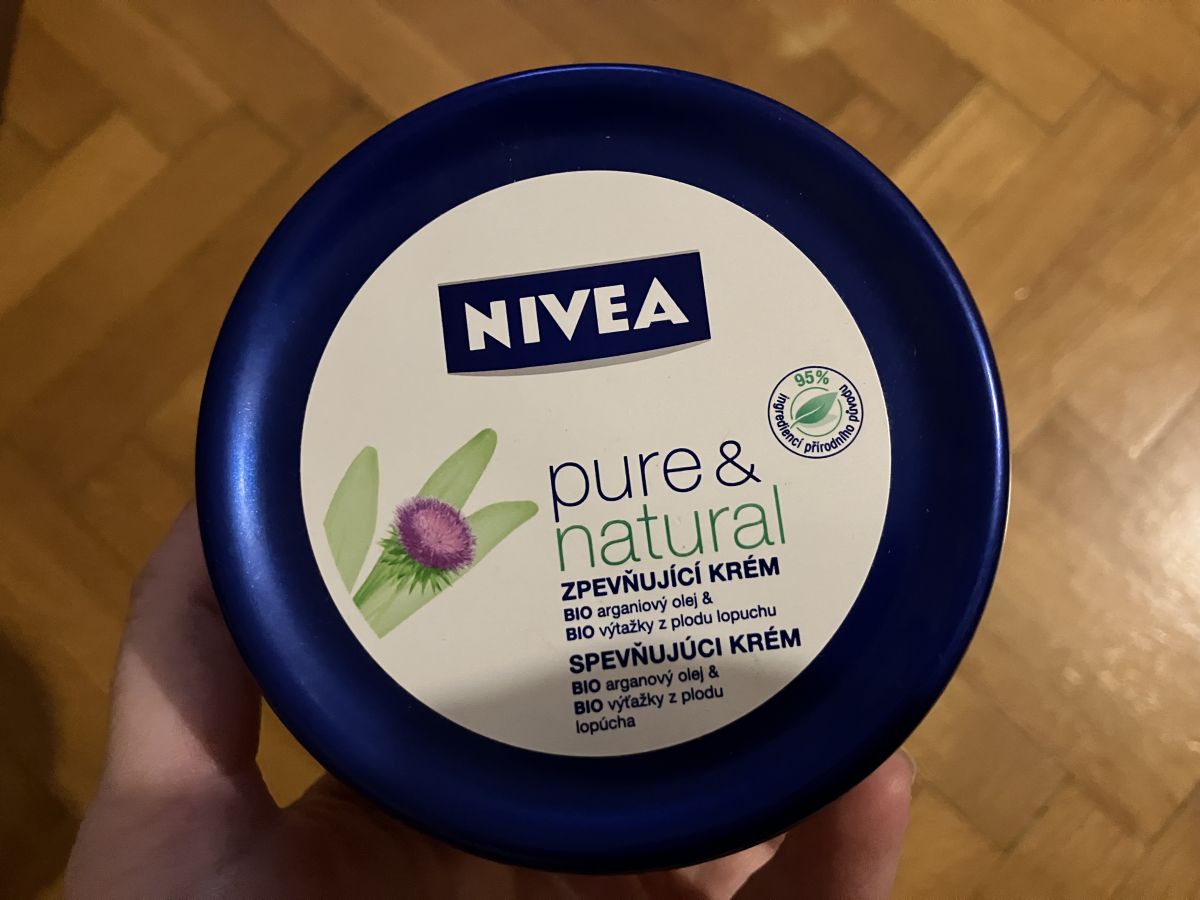 NIVEA
95%
ingrediencí přírodního původu
pure &
natural
ZPEVŇUJÍCÍ KRÉM
BIO arganiový olej &
BIO výtažky z plodu lopuchu
SPEVŇUJÚCI KRÉM
BIO arganový olej &
BIO výťažky z plodu
lopúcha